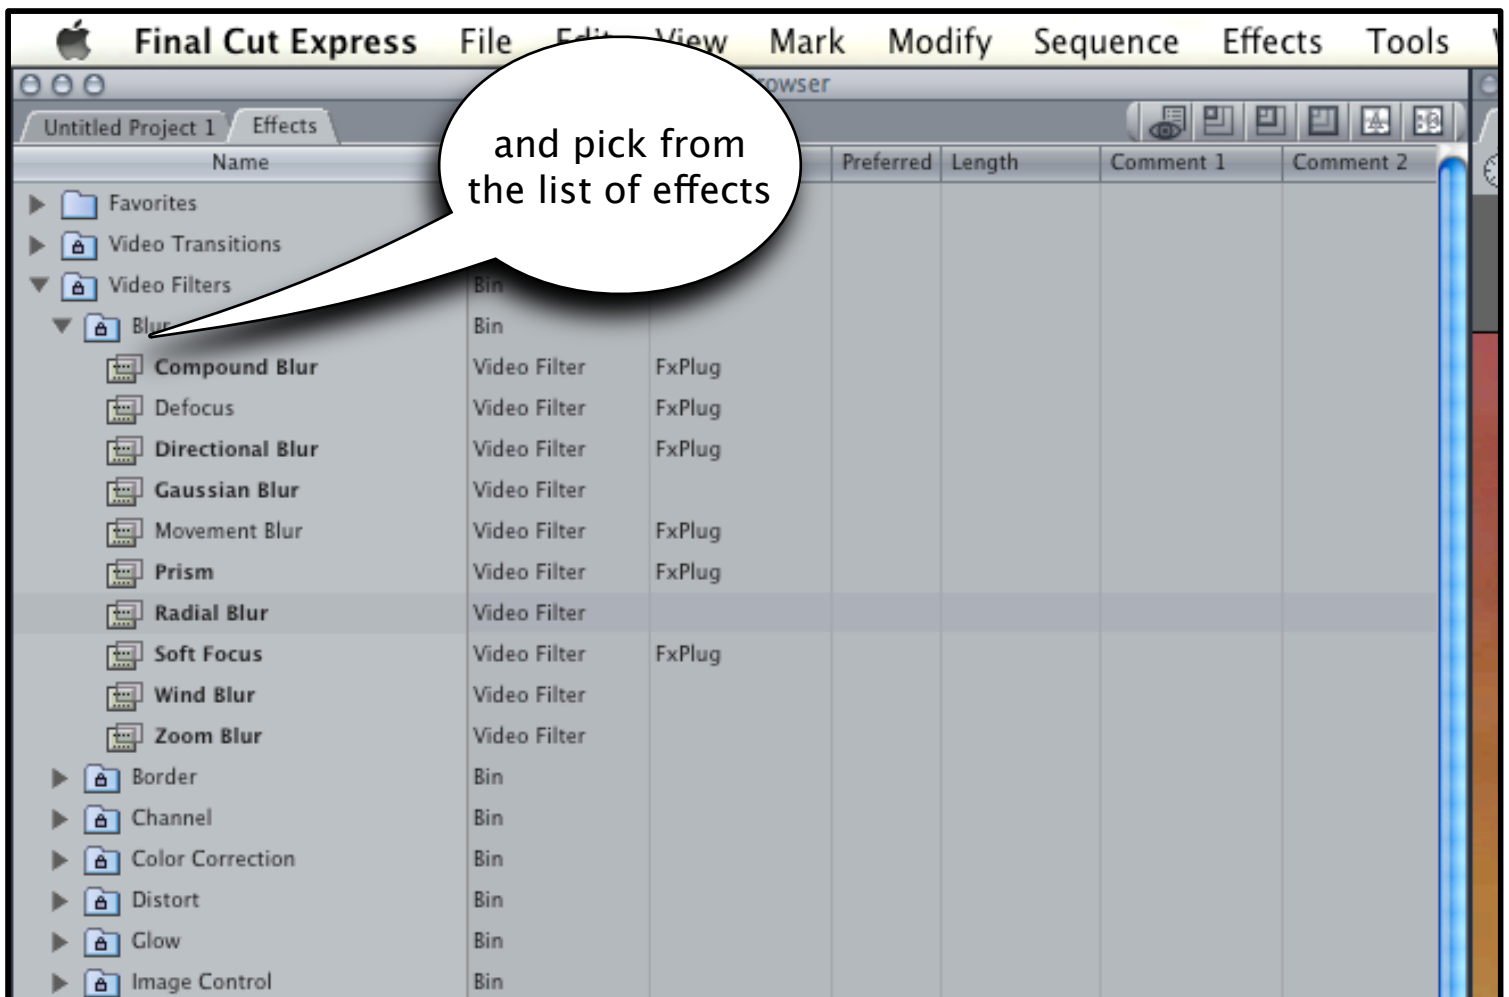 Final Cut Express File Edit View Mark Modify Sequence Effects Tools
Untitled Project 1 Effects
and pick from
the list of effects
Name Preferred Length Comment 1 Comment 2
Favorites
Video Transitions
Video Filters Bin
Blur Bin
Compound Blur Video Filter FxPlug
Defocus Video Filter FxPlug
Directional Blur Video Filter FxPlug
Gaussian Blur Video Filter
Movement Blur Video Filter FxPlug
Prism Video Filter FxPlug
Radial Blur Video Filter
Soft Focus Video Filter FxPlug
Wind Blur Video Filter
Zoom Blur Video Filter
Border Bin
Channel Bin
Color Correction Bin
Distort Bin
Glow Bin
Image Control Bin